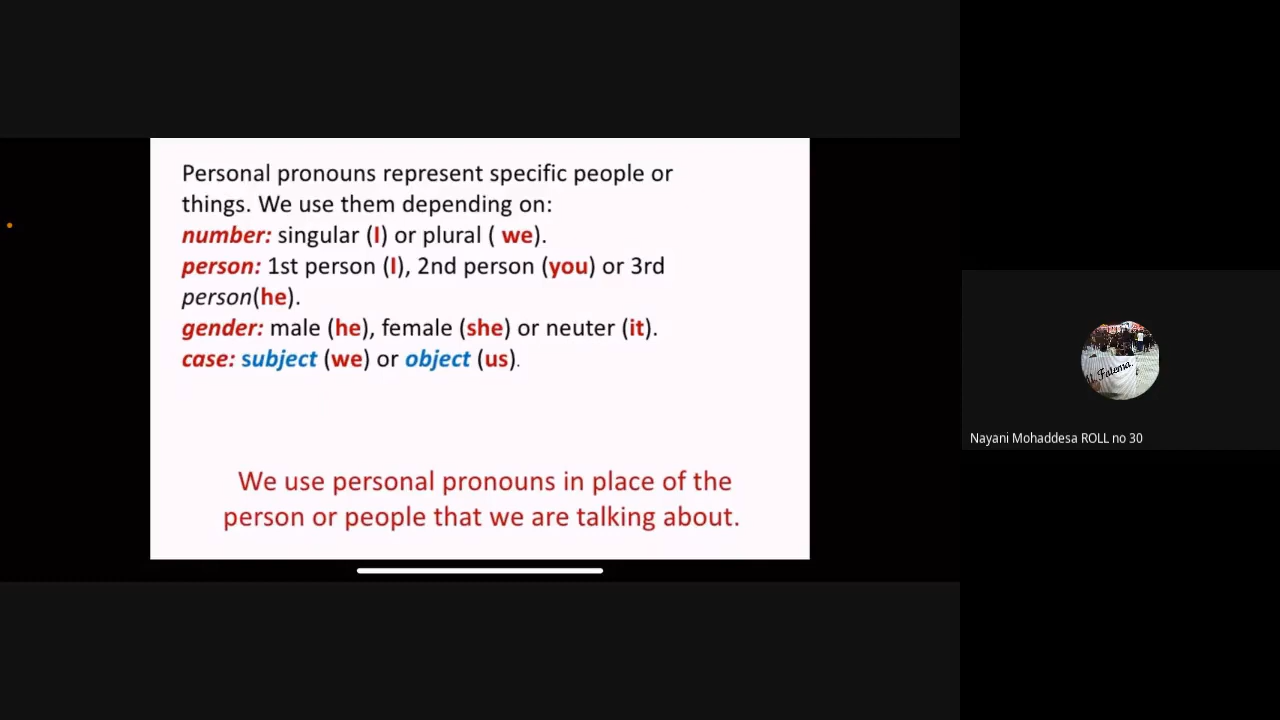 Personal pronouns represent specific people or
things. We use them depending on:
number: singular (I) or plural ( we).
person: 1st person (I), 2nd person (you) or 3rd
person(he).
gender: male (he), female (she) or neuter (it).
case: subject (we) or object (us).
We use personal pronouns in place of the
person or people that we are talking about.
Fatema.
Nayani Mohaddesa ROLL no 30